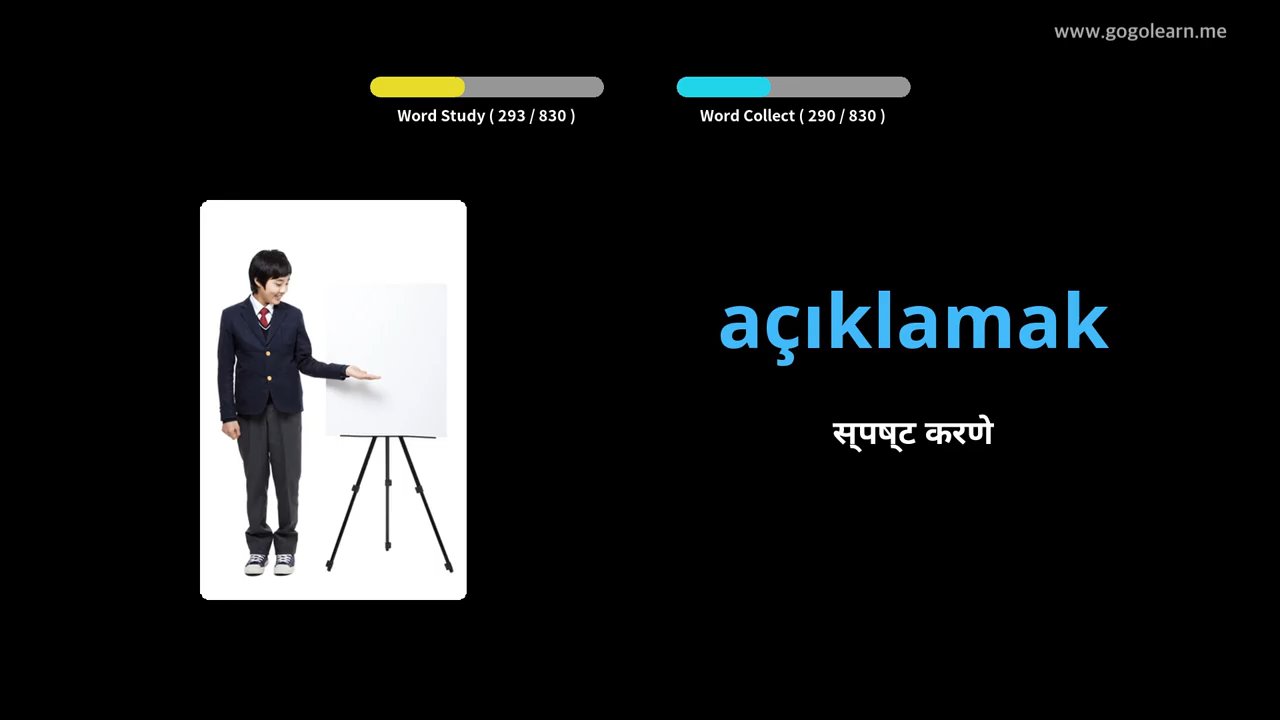 www.gogolearn.me
Word Study ( 293 / 830 )
Word Collect ( 290 / 830 )
açıklamak
स्पष्ट करणे